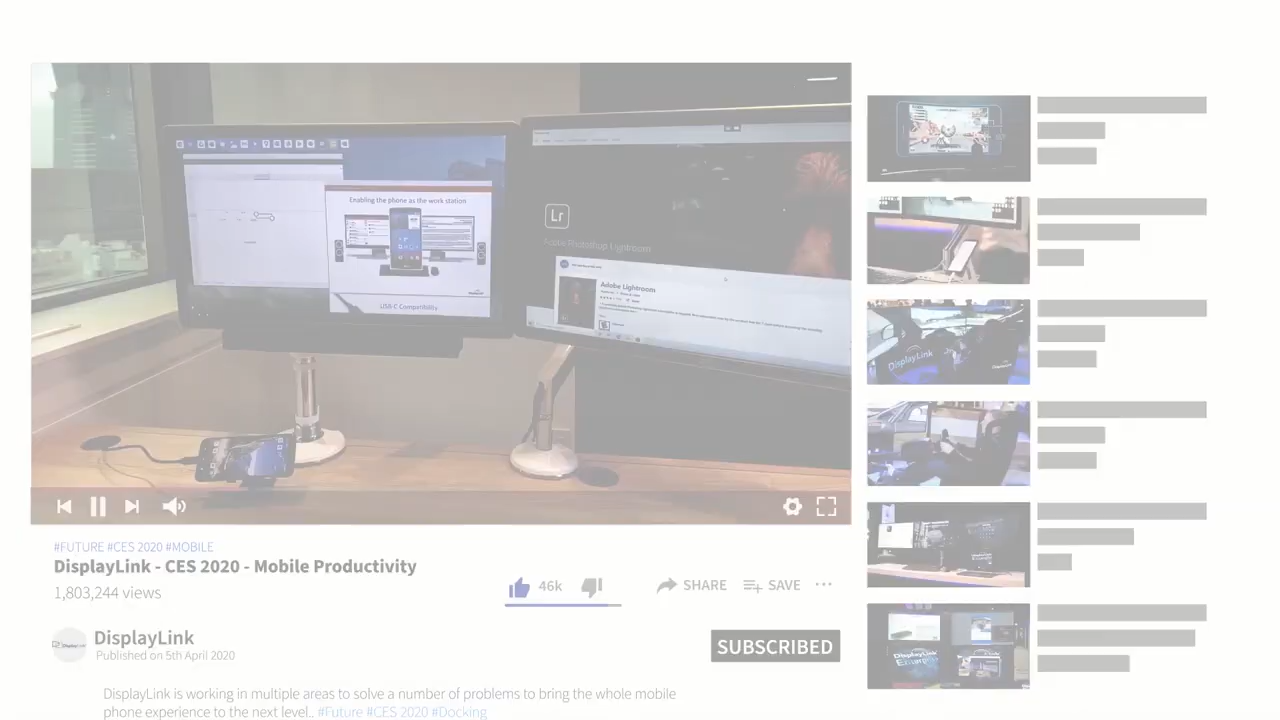 Enabling the phone as the work station
USB-C Compatibility
Lr
Adobe Photoshop Lightroom
Adobe Lightroom
#FUTURE #CES 2020 #MOBILE
DisplayLink - CES 2020 - Mobile Productivity
1,803,244 views
46k
SHARE
SAVE
DisplayLink
Published on 5th April 2020
SUBSCRIBED
DisplayLink is working in multiple areas to solve a number of problems to bring the whole mobile
phone experience to the next level.. #Future #CES 2020 #Docking
DisplayLink
DisplayLink